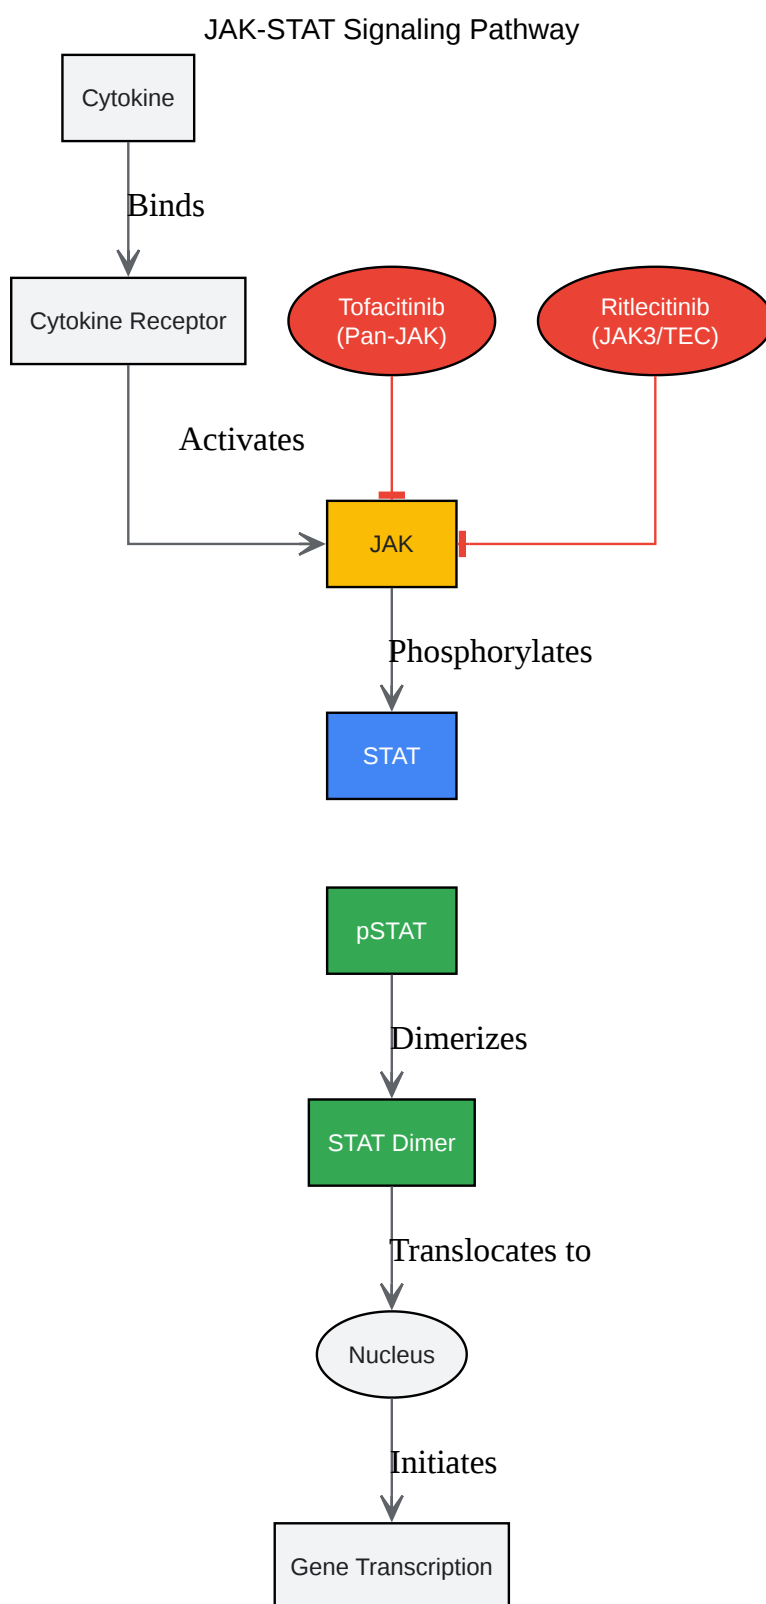 JAK-STAT Signaling Pathway
Cytokine
Binds
Cytokine Receptor
Tofacitinib
(Pan-JAK)
Ritlecitinib
(JAK3/TEC)
Activates
JAK
Phosphorylates
STAT
pSTAT
Dimerizes
STAT Dimer
Translocates to
Nucleus
Initiates
Gene Transcription